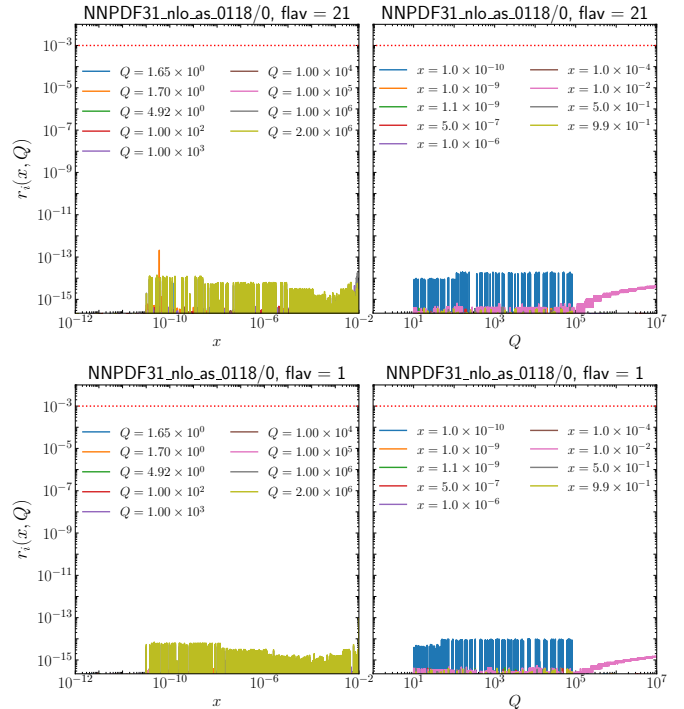 NNPDF31_nlo_as_0118/0, flav = 21
NNPDF31_nlo_as_0118/0, flav = 21
r_i(x, Q)
10^{-3}
10^{-5}
10^{-7}
10^{-9}
10^{-11}
10^{-13}
10^{-15}
Q = 1.65 × 10^0
Q = 1.70 × 10^0
Q = 4.92 × 10^0
Q = 1.00 × 10^2
Q = 1.00 × 10^3
Q = 1.00 × 10^4
Q = 1.00 × 10^5
Q = 1.00 × 10^6
Q = 2.00 × 10^6
x = 1.0 × 10^{-10}
x = 1.0 × 10^{-9}
x = 1.1 × 10^{-9}
x = 5.0 × 10^{-7}
x = 1.0 × 10^{-6}
x = 1.0 × 10^{-4}
x = 1.0 × 10^{-2}
x = 5.0 × 10^{-1}
x = 9.9 × 10^{-1}
10^{-12} 10^{-10} 10^{-6} 10^{-2}
x
10^1 10^3 10^5 10^7
Q
NNPDF31_nlo_as_0118/0, flav = 1
NNPDF31_nlo_as_0118/0, flav = 1
r_i(x, Q)
10^{-3}
10^{-5}
10^{-7}
10^{-9}
10^{-11}
10^{-13}
10^{-15}
Q = 1.65 × 10^0
Q = 1.70 × 10^0
Q = 4.92 × 10^0
Q = 1.00 × 10^2
Q = 1.00 × 10^3
Q = 1.00 × 10^4
Q = 1.00 × 10^5
Q = 1.00 × 10^6
Q = 2.00 × 10^6
x = 1.0 × 10^{-10}
x = 1.0 × 10^{-9}
x = 1.1 × 10^{-9}
x = 5.0 × 10^{-7}
x = 1.0 × 10^{-6}
x = 1.0 × 10^{-4}
x = 1.0 × 10^{-2}
x = 5.0 × 10^{-1}
x = 9.9 × 10^{-1}
10^{-12} 10^{-10} 10^{-6} 10^{-2}
x
10^1 10^3 10^5 10^7
Q